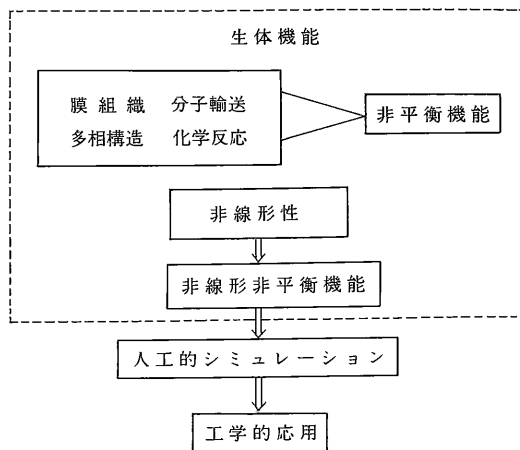 生体機能
膜組織 分子輸送
多相構造 化学反応
非平衡機能
非線形性
非線形非平衡機能
人工的シミュレーション
工学的応用